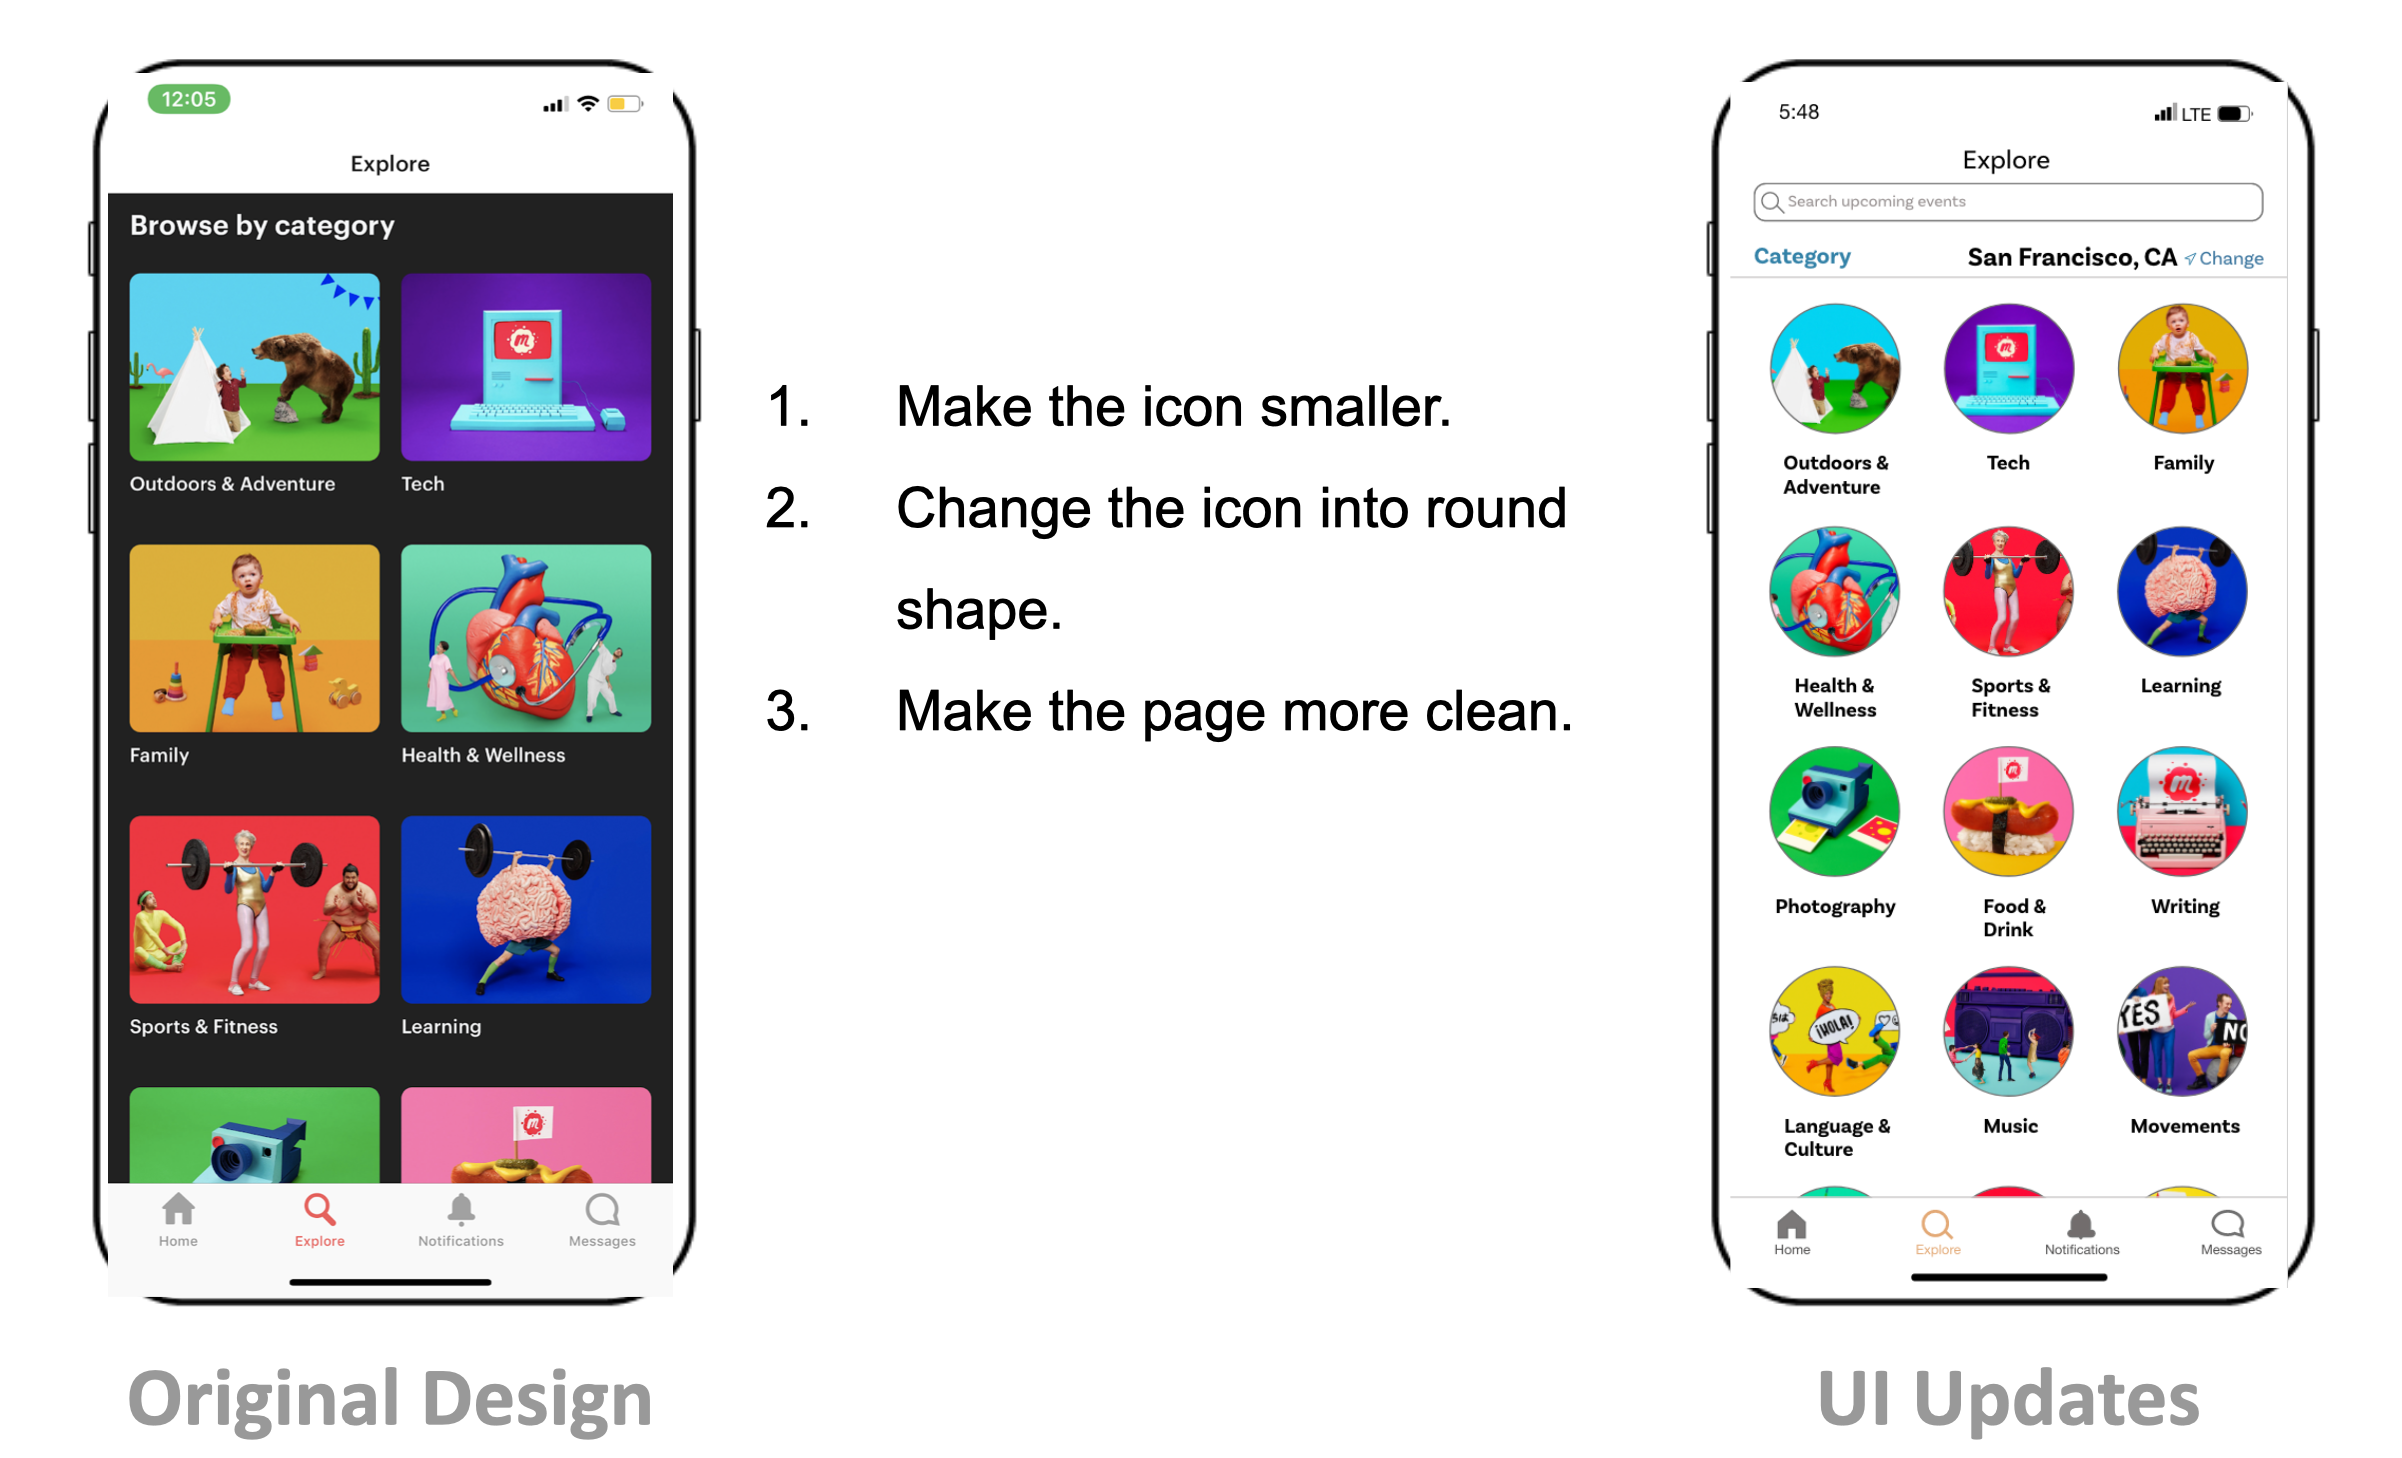 12:05
Explore
Browse by category
Outdoors & Adventure
Tech
Family
Health & Wellness
Sports & Fitness
Learning
Home
Explore
Notifications
Messages
Original Design
1. Make the icon smaller.
2. Change the icon into round
shape.
3. Make the page more clean.
5:48
LTE
Explore
Search upcoming events
Category
San Francisco, CA
Change
Outdoors &
Adventure
Tech
Family
Health &
Wellness
Sports &
Fitness
Learning
Photography
Food &
Drink
Writing
¡HOLA!
YES
NO
Language &
Culture
Music
Movements
Home
Explore
Notifications
Messages
UI Updates